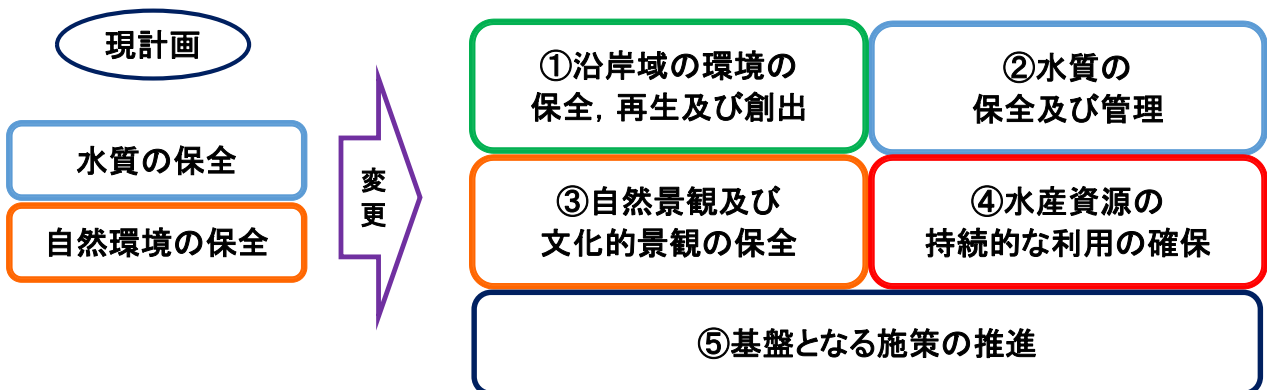 現計画
水質の保全
自然環境の保全
変
更
①沿岸域の環境の
保全，再生及び創出
②水質の
保全及び管理
③自然景観及び
文化的景観の保全
④水産資源の
持続的な利用の確保
⑤基盤となる施策の推進